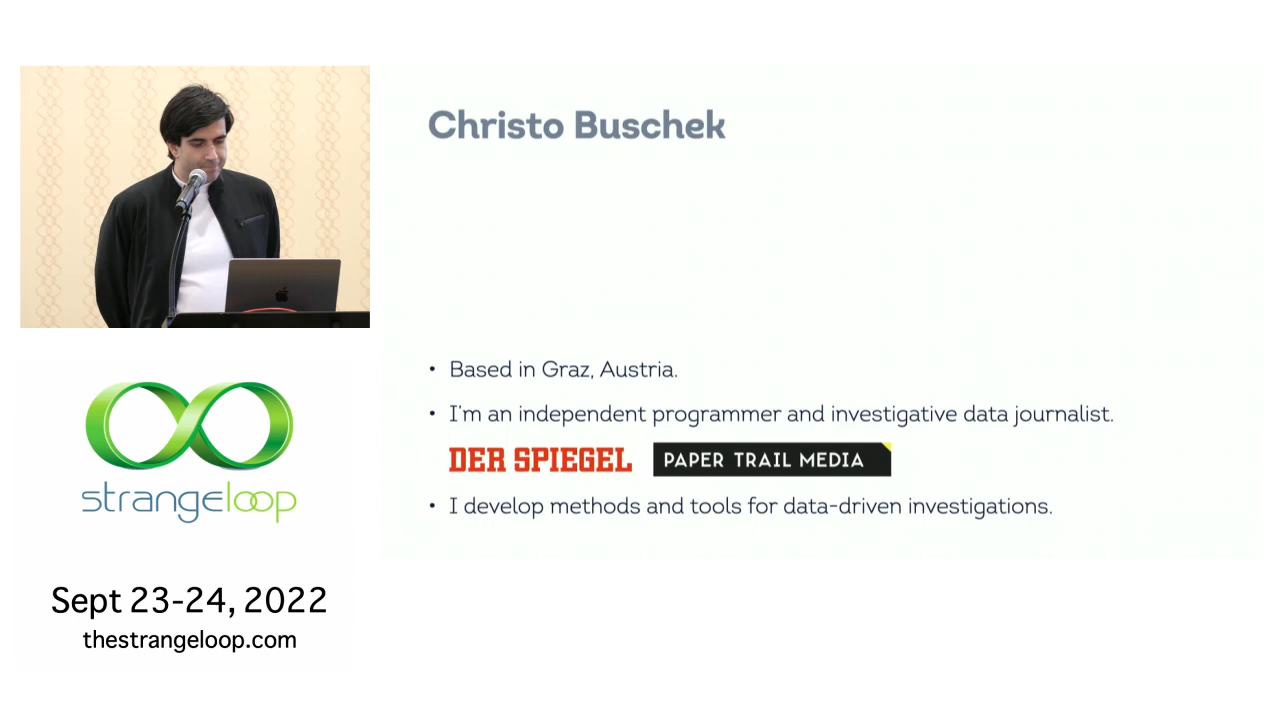 Christo Buschek
• Based in Graz, Austria.
• I'm an independent programmer and investigative data journalist.
DER SPIEGEL
PAPER TRAIL MEDIA
• I develop methods and tools for data-driven investigations.
strangeloop
Sept 23-24, 2022
thestrangeloop.com